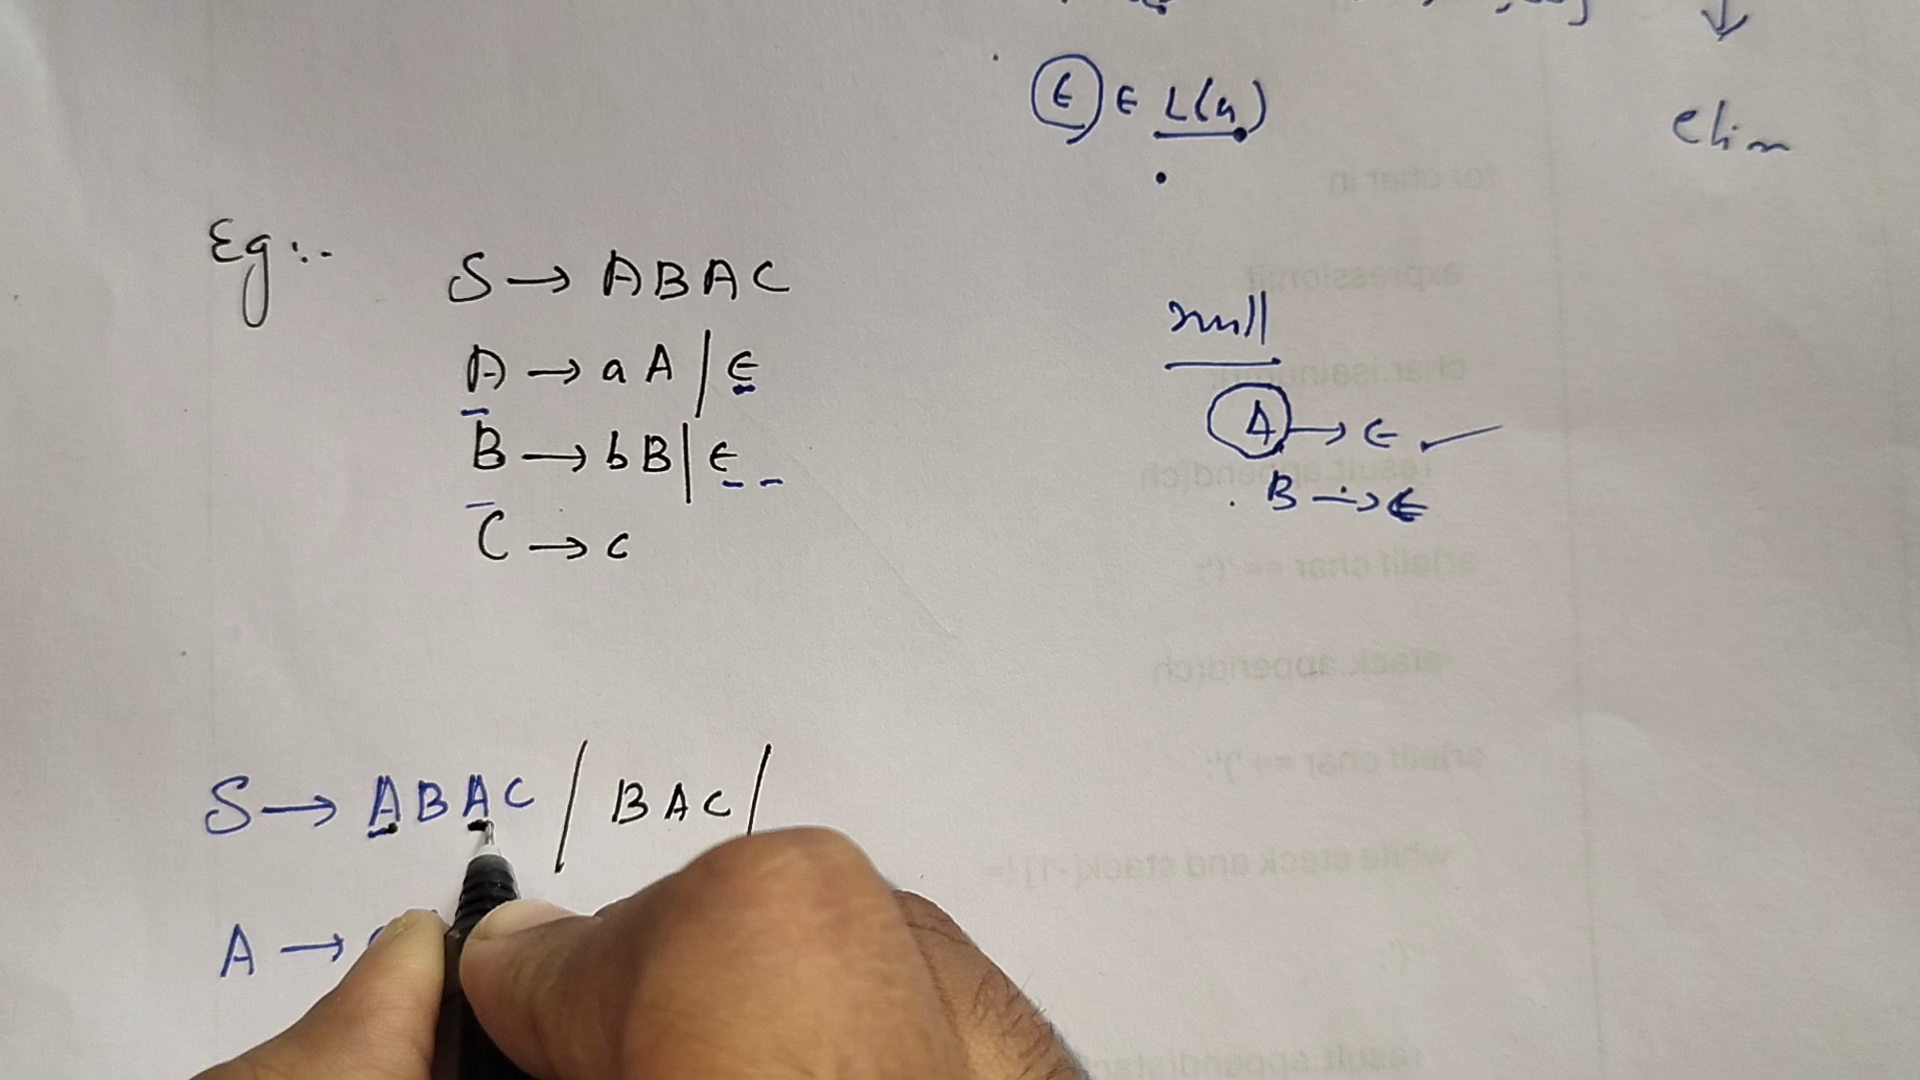 (ϵ) ∈ L(G)
elim
Eg:-
S → ABAC
A → aA | ϵ
B → bB | ϵ
C → c
null
A → ϵ ✓
B → ϵ
S → ABAC / BAC /
A →